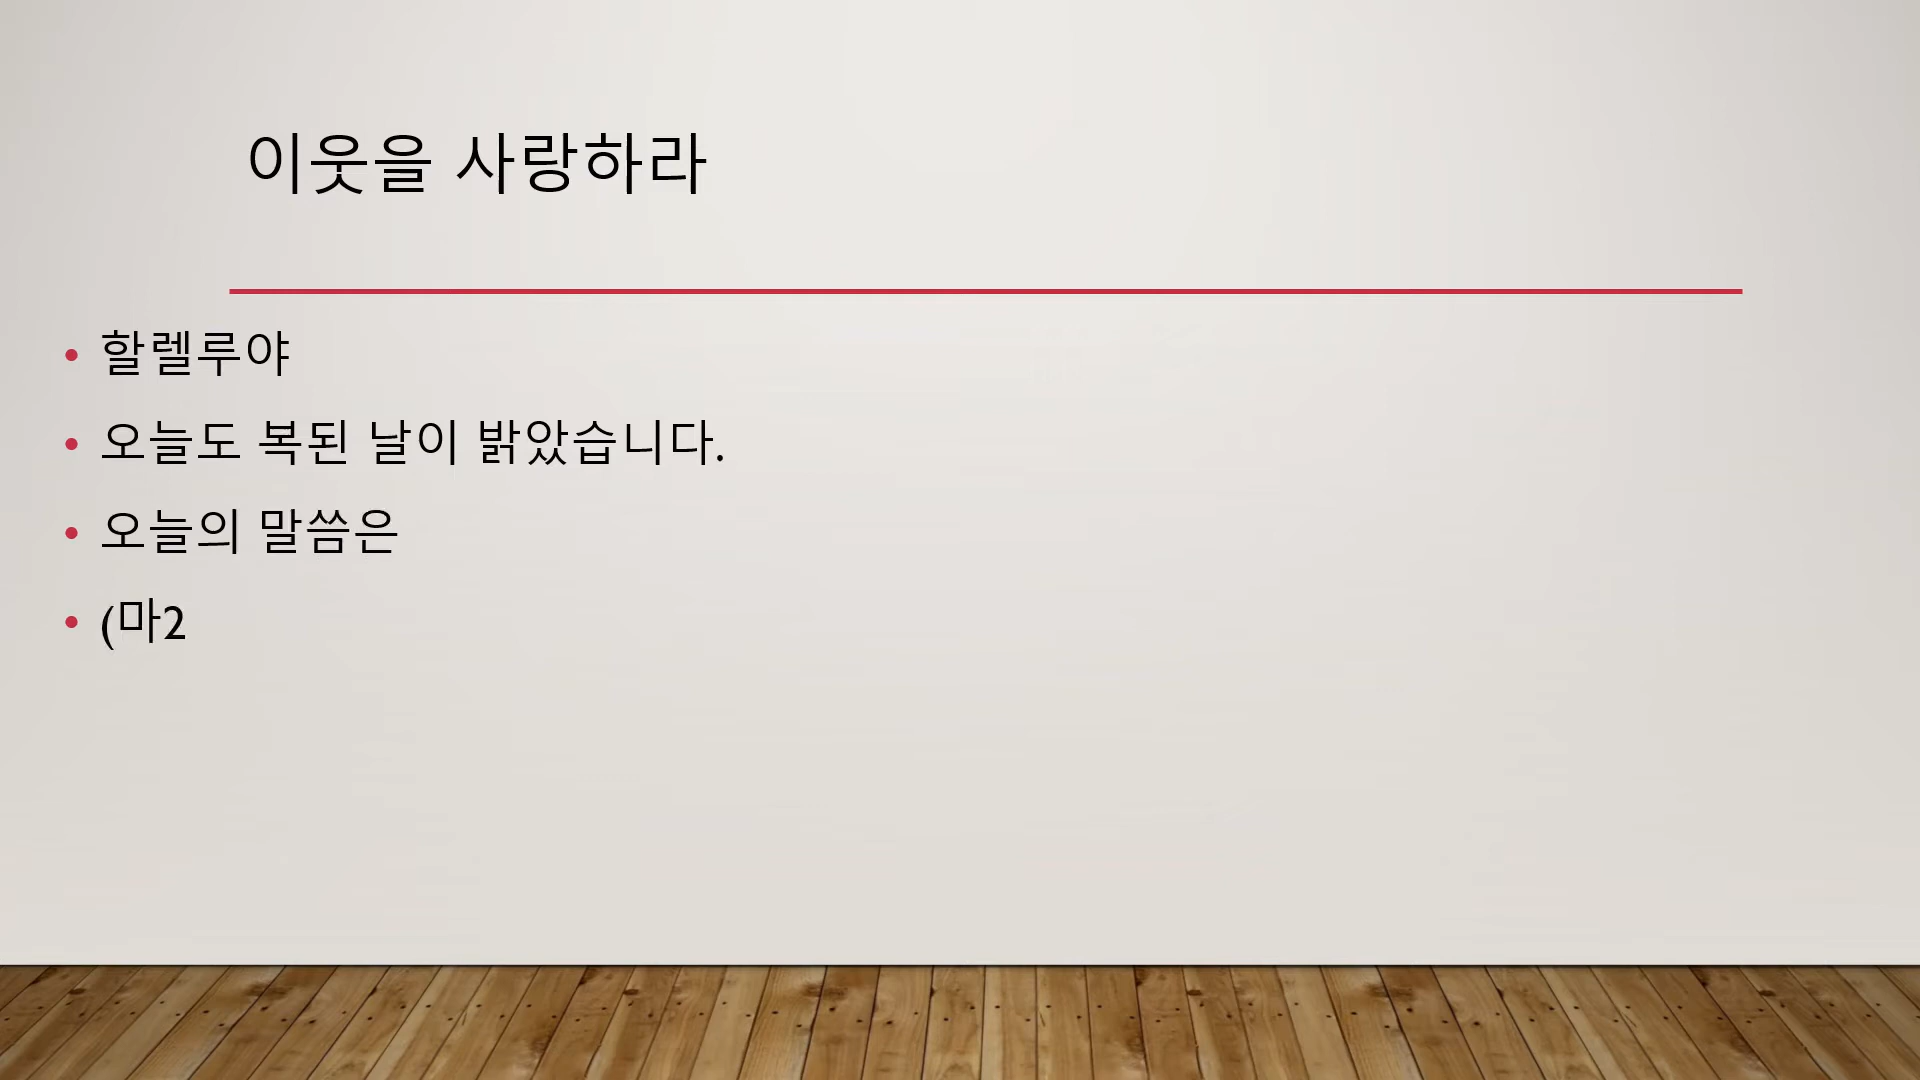 이웃을 사랑하라
• 할렐루야
• 오늘도 복된 날이 밝았습니다.
• 오늘의 말씀은
• (마2